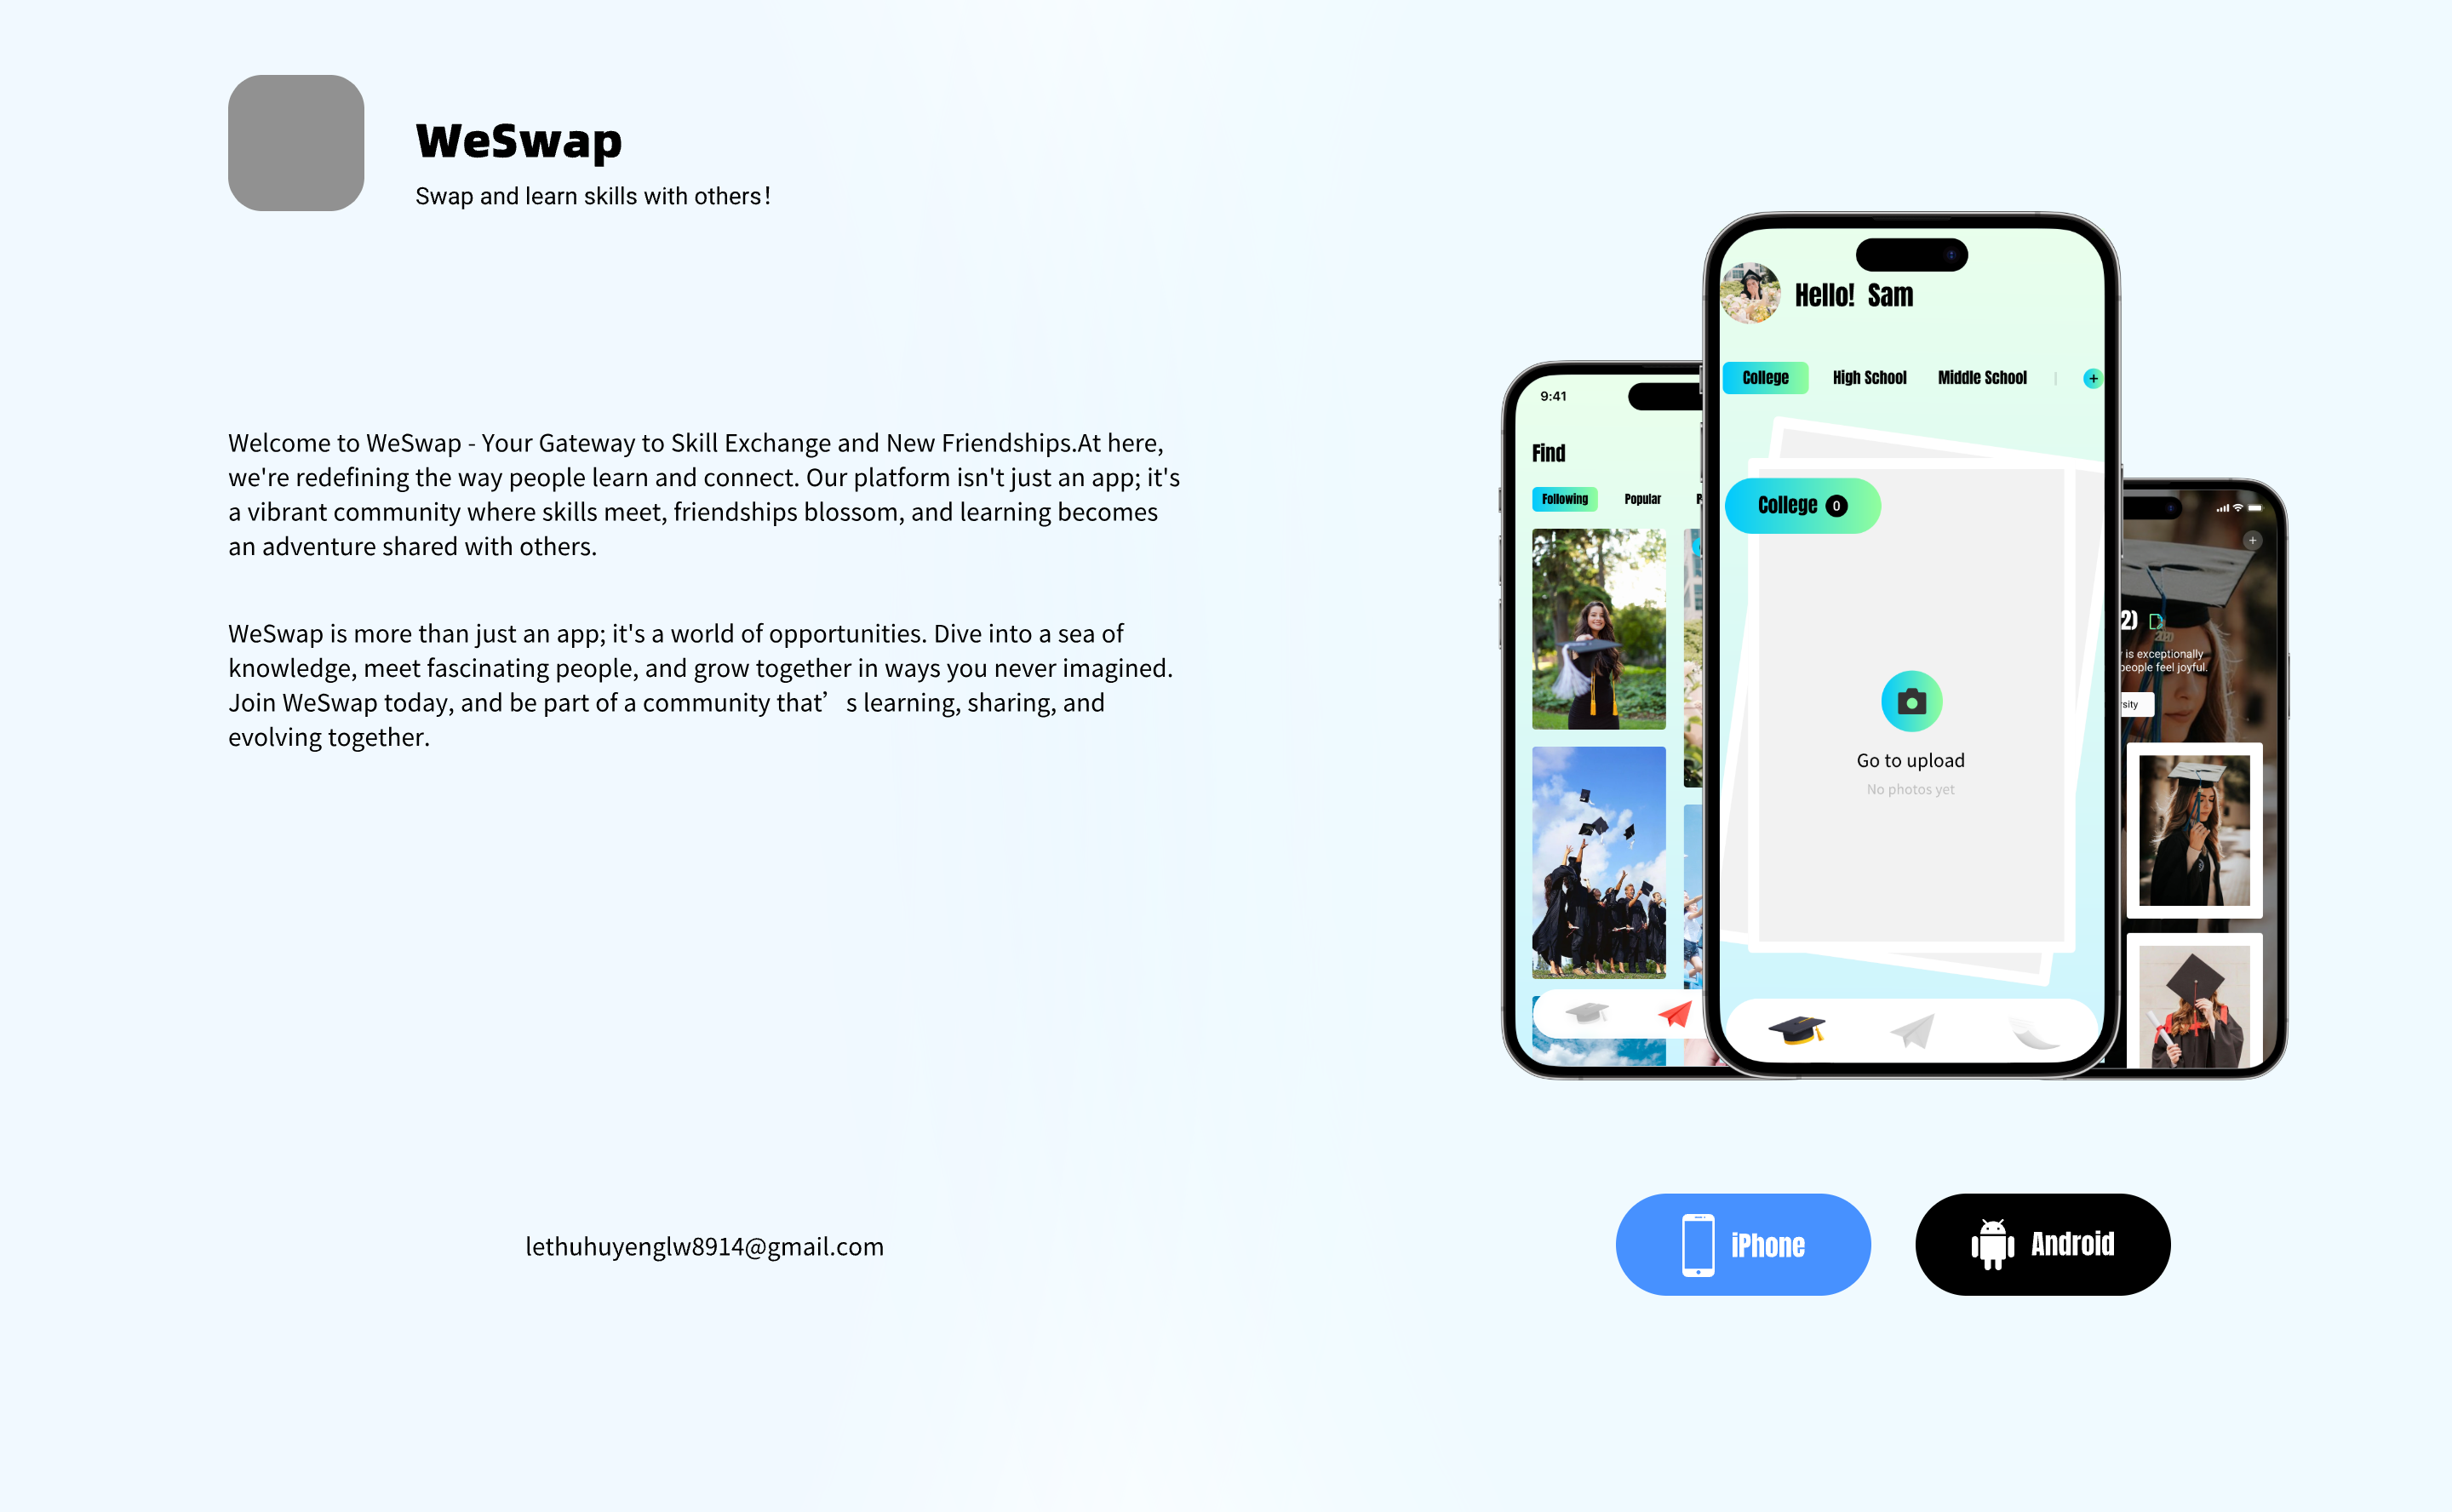 WeSwap
Swap and learn skills with others!
Welcome to WeSwap - Your Gateway to Skill Exchange and New Friendships.At here,
we're redefining the way people learn and connect. Our platform isn't just an app; it's
a vibrant community where skills meet, friendships blossom, and learning becomes
an adventure shared with others.
WeSwap is more than just an app; it's a world of opportunities. Dive into a sea of
knowledge, meet fascinating people, and grow together in ways you never imagined.
Join WeSwap today, and be part of a community that’s learning, sharing, and
evolving together.
lethuhuyenglw8914@gmail.com
9:41
Find
Following Popular
Hello! Sam
College High School Middle School
College 0
Go to upload
No photos yet
2)
is exceptionally
people feel joyful.
iPhone
Android